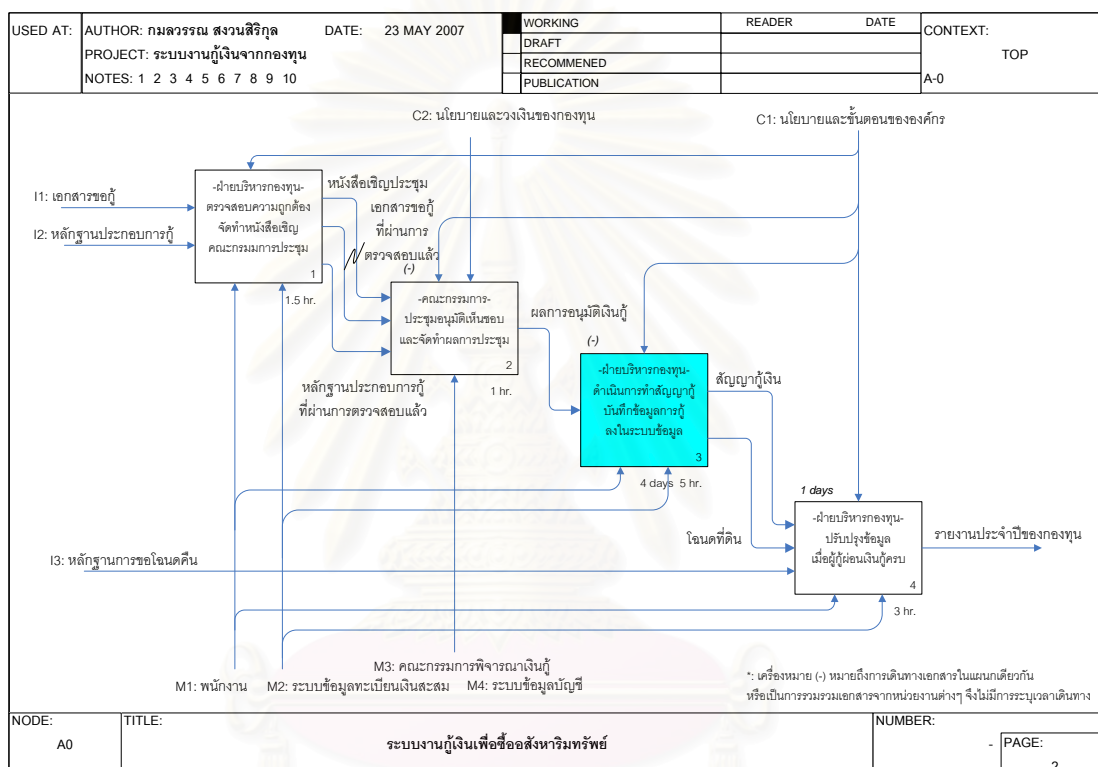 USED AT:
AUTHOR: กมลวรรณ สงวนสิริกุล DATE: 23 MAY 2007
PROJECT: ระบบงานกู้เงินจากกองทุน
NOTES: 1 2 3 4 5 6 7 8 9 10
WORKING
DRAFT
RECOMMENED
PUBLICATION
READER DATE
CONTEXT:
TOP
A-0
C2: นโยบายและวงเงินของกองทุน
C1: นโยบายและขั้นตอนขององค์กร
I1: เอกสารขอกู้
I2: หลักฐานประกอบการกู้
-ฝ่ายบริหารกองทุน-
ตรวจสอบความถูกต้อง
จัดทำหนังสือเชิญ
คณะกรมมการประชุม
1
1.5 hr.
หนังสือเชิญประชุม
เอกสารขอกู้
ที่ผ่านการ
ตรวจสอบแล้ว
(-)
-คณะกรรมการ-
ประชุมอนุมัติเห็นชอบ
และจัดทำผลการประชุม
2
1 hr.
หลักฐานประกอบการกู้
ที่ผ่านการตรวจสอบแล้ว
ผลการอนุมัติเงินกู้
(-)
-ฝ่ายบริหารกองทุน-
ดำเนินการทำสัญญากู้
บันทึกข้อมูลการกู้
ลงในระบบข้อมูล
3
4 days 5 hr.
สัญญากู้เงิน
โฉนดที่ดิน
1 days
-ฝ่ายบริหารกองทุน-
ปรับปรุงข้อมูล
เมื่อผู้กู้ผ่อนเงินกู้ครบ
4
3 hr.
รายงานประจำปีของกองทุน
I3: หลักฐานการขอโฉนดคืน
M3: คณะกรรมการพิจารณาเงินกู้
M1: พนักงาน M2: ระบบข้อมูลทะเบียนเงินสะสม M4: ระบบข้อมูลบัญชี
*: เครื่องหมาย (-) หมายถึงการเดินทางเอกสารในแผนกเดียวกัน
หรือเป็นการรวมรวมเอกสารจากหน่วยงานต่างๆ จึงไม่มีการระบุเวลาเดินทาง
NODE:
A0
TITLE:
ระบบงานกู้เงินเพื่อซื้ออสังหาริมทรัพย์
NUMBER:
-
PAGE:
2